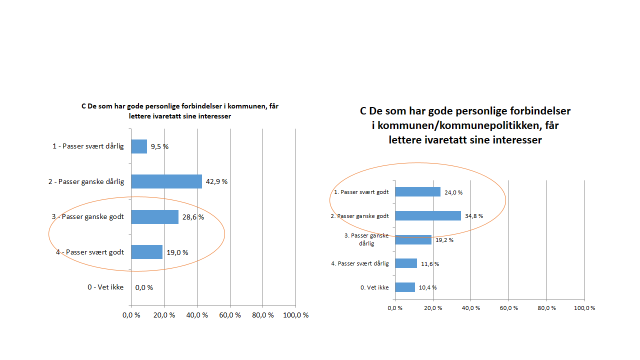 C De som har gode personlige forbindelser i kommunen, får
lettere ivaretatt sine interesser
1 - Passer svært dårlig
9,5 %
2 - Passer ganske dårlig
42,9 %
3 - Passer ganske godt
28,6 %
4 - Passer svært godt
19,0 %
0 - Vet ikke
0,0 %
0,0 % 20,0 % 40,0 % 60,0 % 80,0 % 100,0 %
C De som har gode personlige forbindelser
i kommunen/kommunepolitikken, får
lettere ivaretatt sine interesser
1. Passer svært godt
24,0 %
2. Passer ganske godt
34,8 %
3. Passer ganske
dårlig
19,2 %
4. Passer svært dårlig
11,6 %
0. Vet ikke
10,4 %
0,0 % 20,0 % 40,0 % 60,0 % 80,0 % 100,0 %